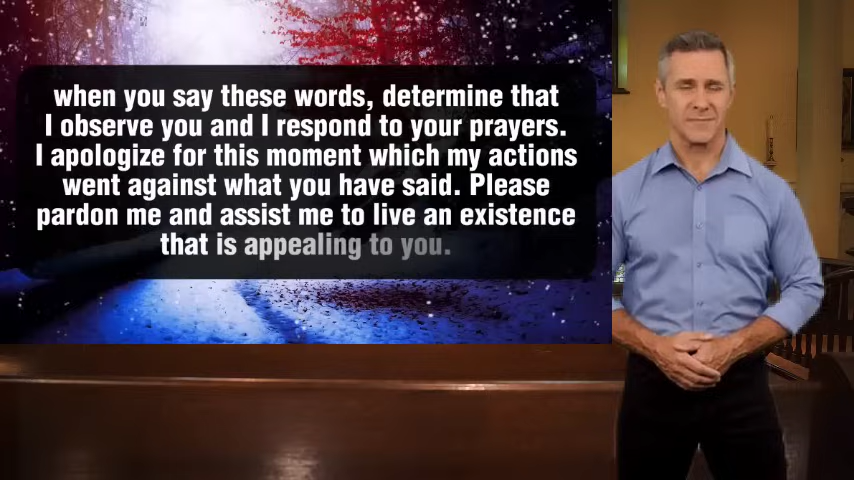 when you say these words, determine that
I observe you and I respond to your prayers.
I apologize for this moment which my actions
went against what you have said. Please
pardon me and assist me to live an existence
that is appealing to you.